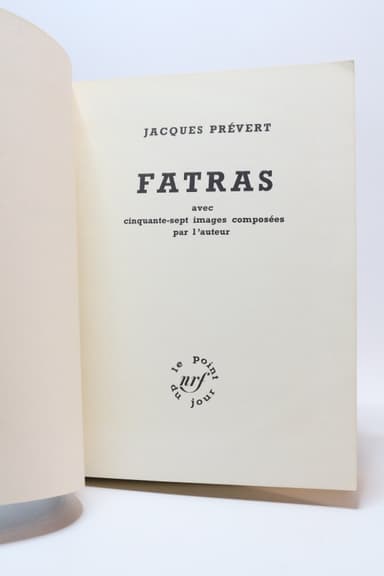 JACQUES PRÉVERT
FATRAS
avec
cinquante-sept images composées
par l'auteur
le point
nrf
du jour